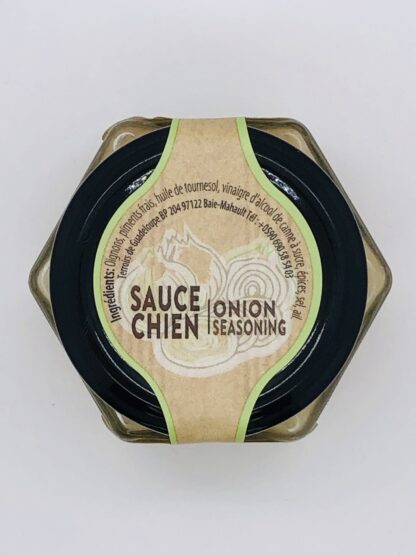 Ingrédients: Oignons, piments frais, huile de tournesol, vinaigre d'alcool de canne à sucre, épices, sel, ail
Terroirs de Guadeloupe BP 204 97122 Baie-Mahault Tél : +0590 690 58 54 03
SAUCE CHIEN
ONION SEASONING